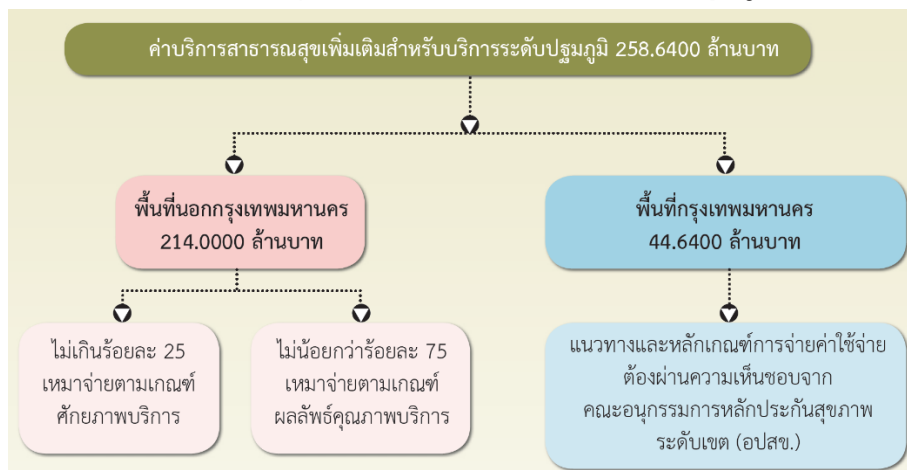 ค่าบริการสาธารณสุขเพิ่มเติมสำหรับบริการระดับปฐมภูมิ 258.6400 ล้านบาท
พื้นที่นอกกรุงเทพมหานคร
214.0000 ล้านบาท
พื้นที่กรุงเทพมหานคร
44.6400 ล้านบาท
ไม่เกินร้อยละ 25
เหมาจ่ายตามเกณฑ์
ศักยภาพบริการ
ไม่น้อยกว่าร้อยละ 75
เหมาจ่ายตามเกณฑ์
ผลลัพธ์คุณภาพบริการ
แนวทางและหลักเกณฑ์การจ่ายค่าใช้จ่าย
ต้องผ่านความเห็นชอบจาก
คณะอนุกรรมการหลักประกันสุขภาพ
ระดับเขต (อปสข.)